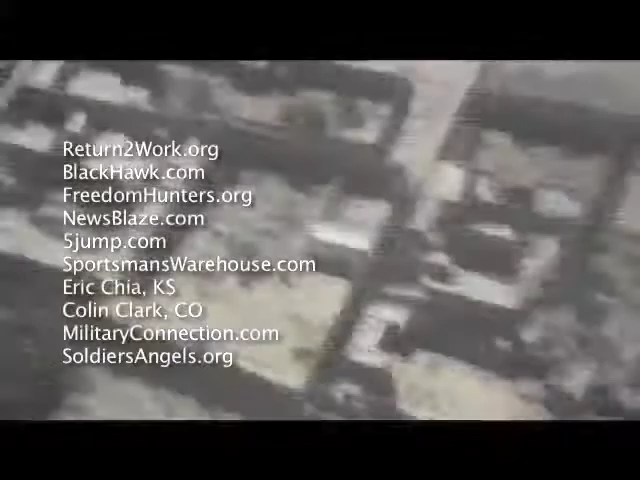 Return2Work.org
BlackHawk.com
FreedomHunters.org
NewsBlaze.com
5jump.com
SportsmansWarehouse.com
Eric Chia, KS
Colin Clark, CO
MilitaryConnection.com
SoldiersAngels.org